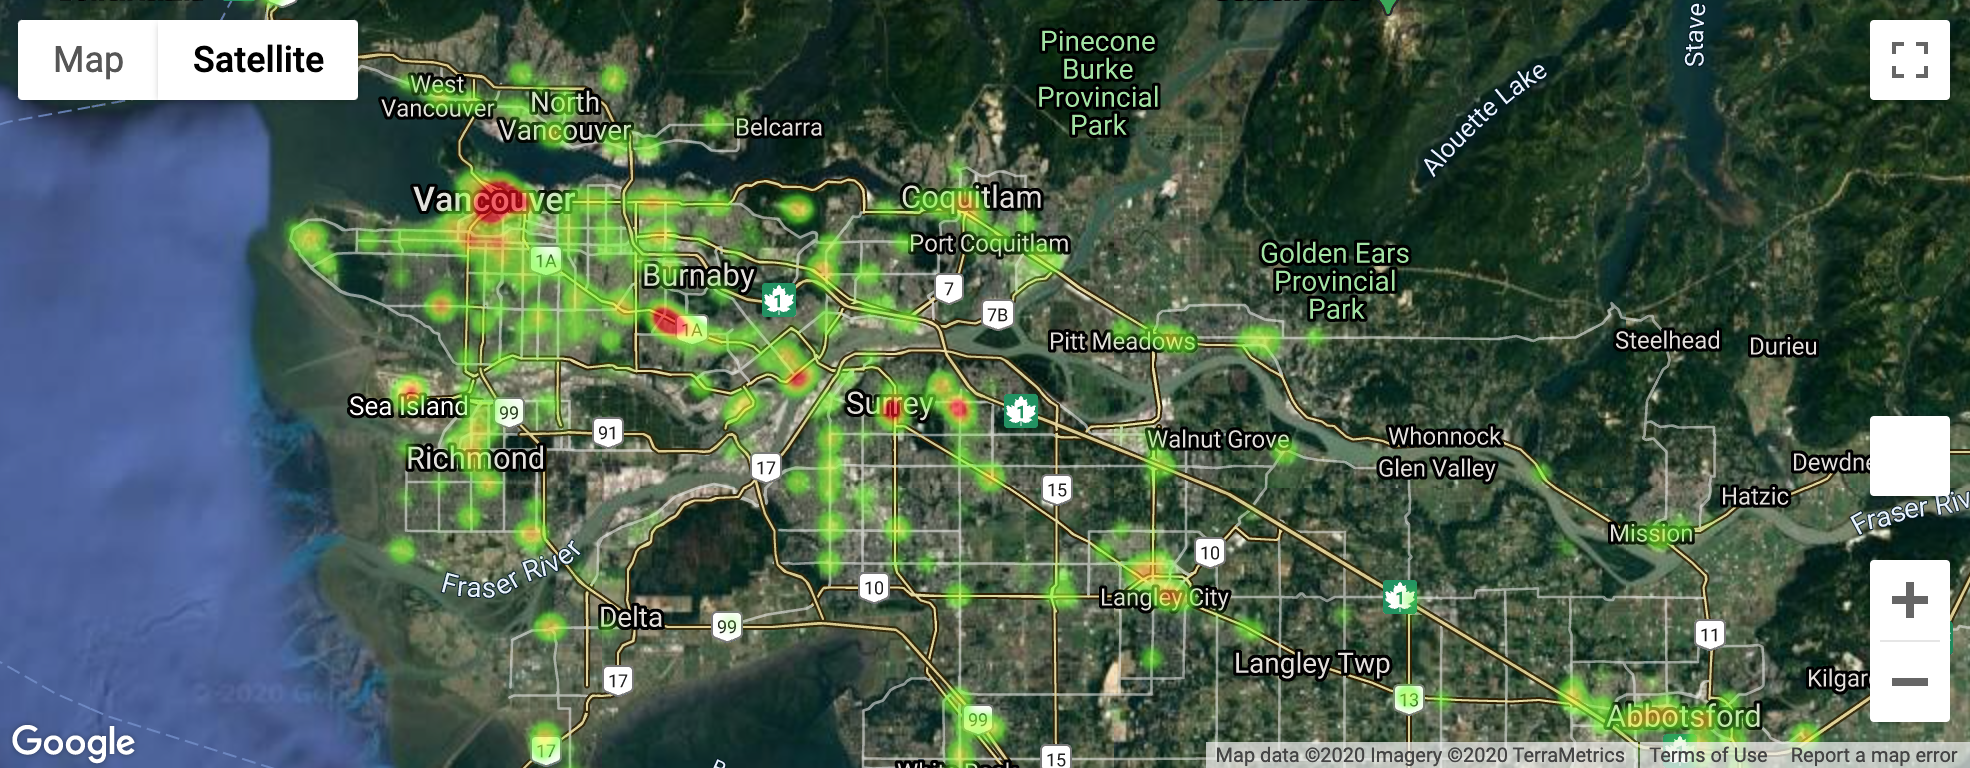 Map
Satellite
West
Vancouver
North
Vancouver
Belcarra
Pinecone
Burke
Provincial
Park
Alouette Lake
Stave
Vancouver
Coquitlam
Port Coquitlam
Golden Ears
Provincial
Park
1A
Burnaby
1
7
7B
1A
Pitt Meadows
Steelhead
Durieu
Sea Island
99
Surrey
1
91
Richmond
17
15
Walnut Grove
Whonnock
Glen Valley
Dewdne
Hatzic
Fraser Riv
Mission
Fraser River
10
10
Langley City
1
Delta
99
11
17
Langley Twp
13
Kilgar
99
Abbotsford
17
15
Google
Map data ©2020 Imagery ©2020 TerraMetrics
Terms of Use
Report a map error